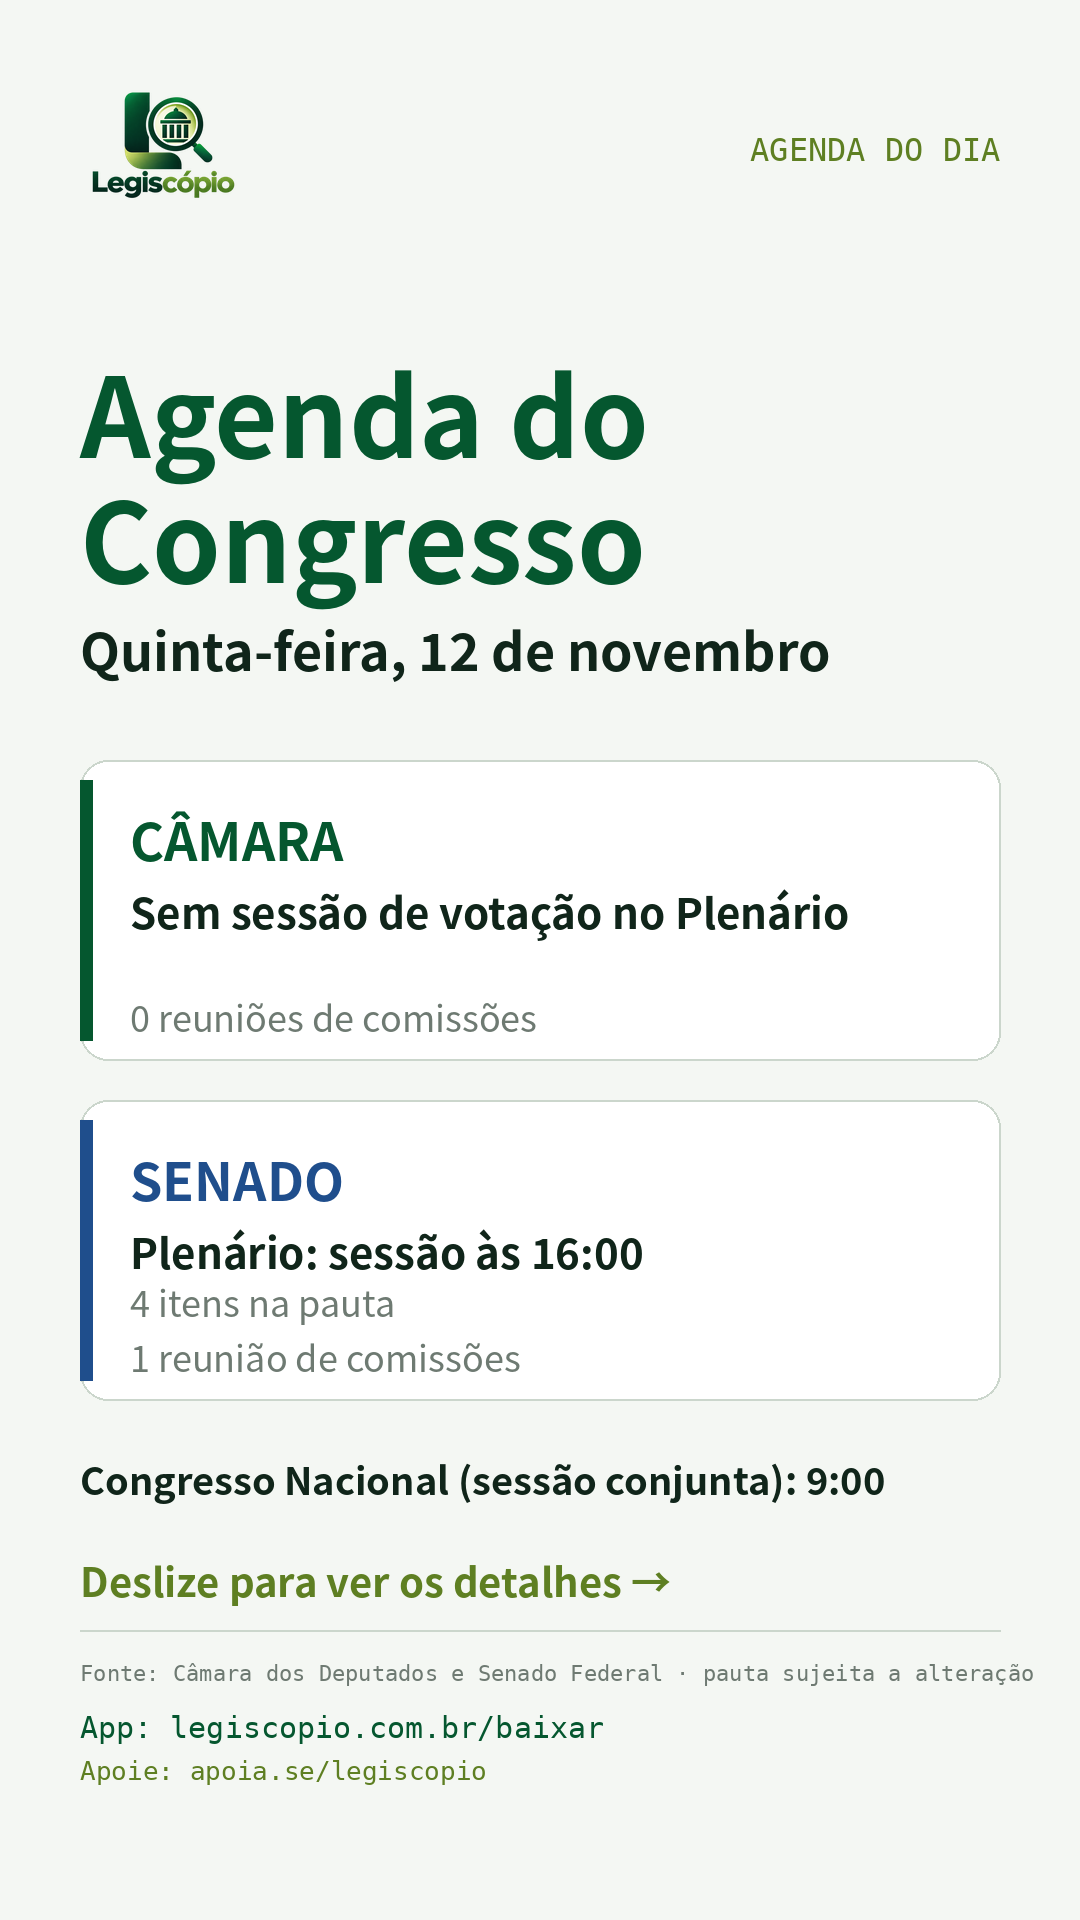 Legiscópio
AGENDA DO DIA
Agenda do
Congresso
Quinta-feira, 12 de novembro
CÂMARA
Sem sessão de votação no Plenário
0 reuniões de comissões
SENADO
Plenário: sessão às 16:00
4 itens na pauta
1 reunião de comissões
Congresso Nacional (sessão conjunta): 9:00
Deslize para ver os detalhes →
Fonte: Câmara dos Deputados e Senado Federal · pauta sujeita a alteração
App: legiscopio.com.br/baixar
Apoie: apoia.se/legiscopio